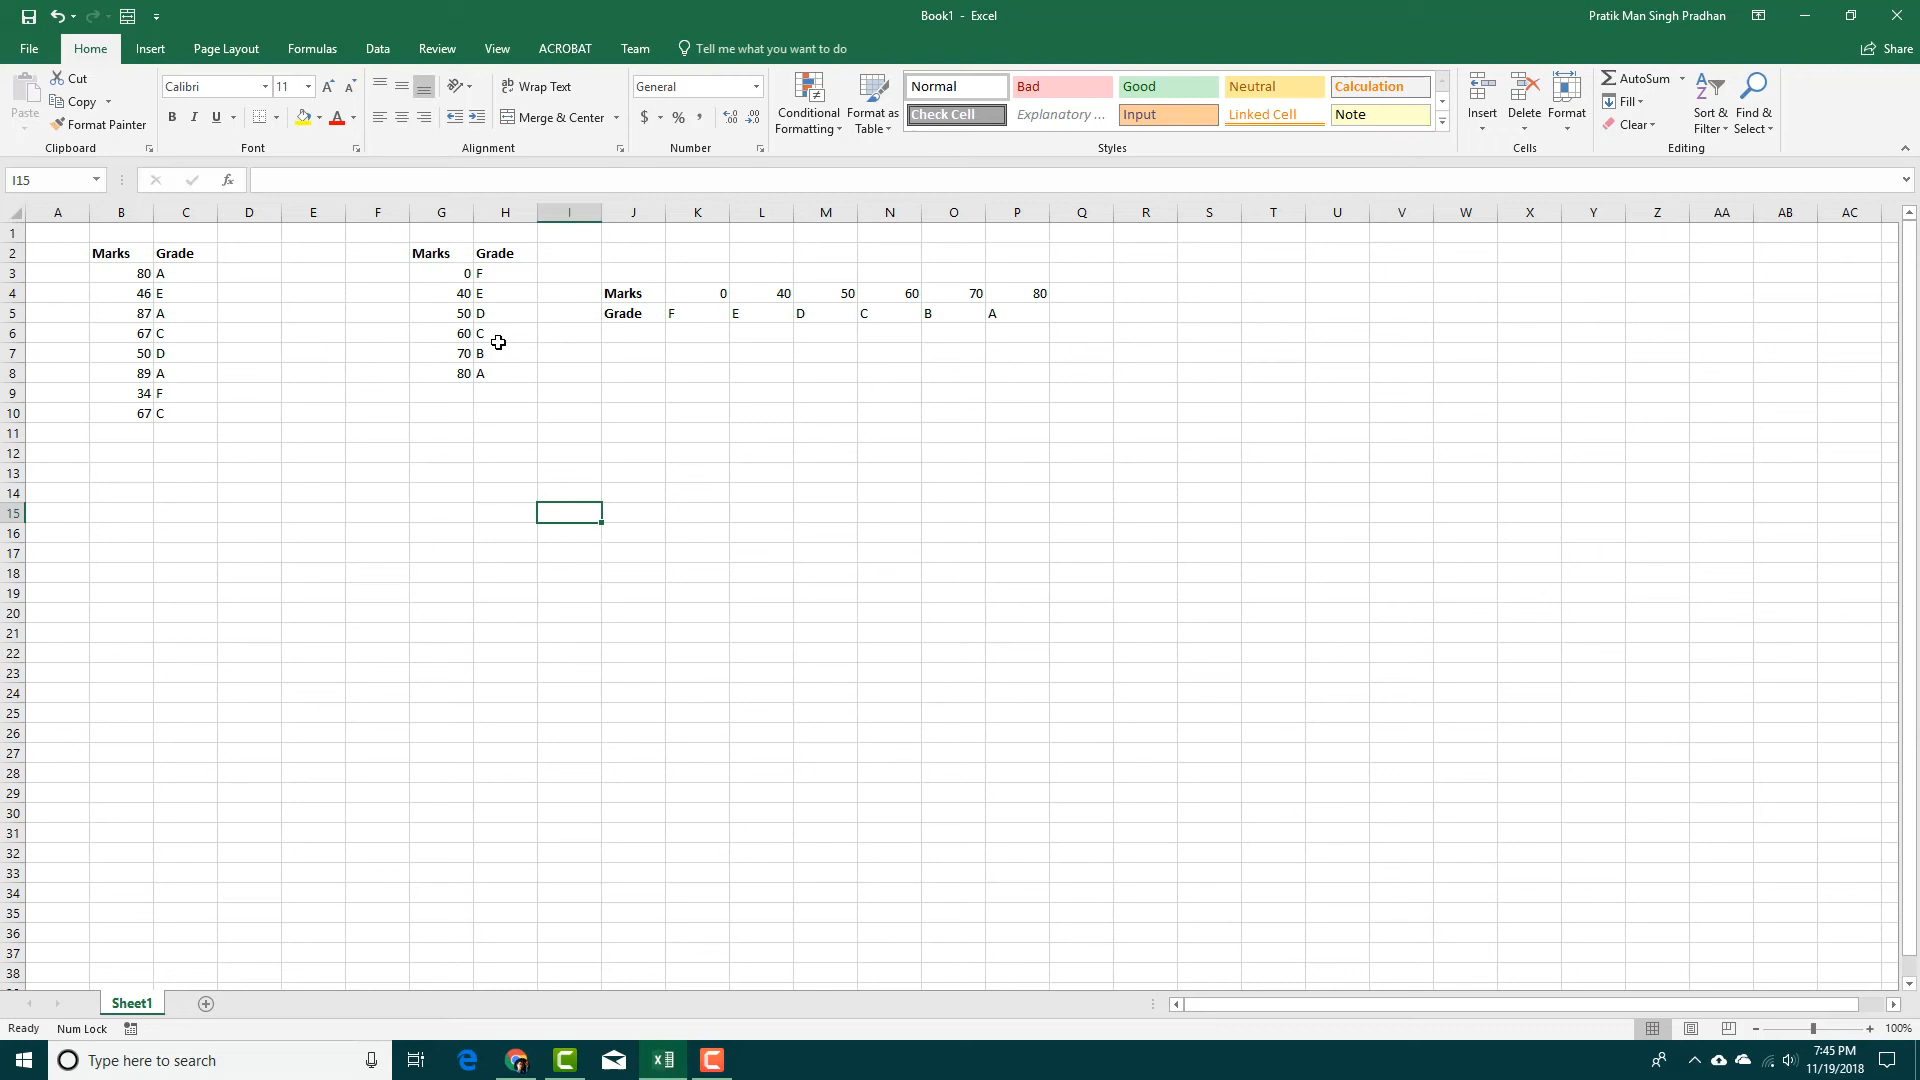 Book1 - Excel
Pratik Man Singh Pradhan
File Home Insert Page Layout Formulas Data Review View ACROBAT Team Tell me what you want to do Share
Paste Cut Copy Format Painter
Clipboard
Calibri 11
B I U
Font
Wrap Text
Merge & Center
Alignment
General
$ % ,
Number
Conditional Formatting Format as Table
Normal Bad Good Neutral Calculation
Check Cell Explanatory ... Input Linked Cell Note
Styles
Insert Delete Format
Cells
AutoSum Fill Clear
Sort & Filter Find & Select
Editing
I15 fx
A B C D E F G H I J K L M N O P Q R S T U V W X Y Z AA AB AC
1
2 Marks Grade Marks Grade
3 80 A 0 F
4 46 E 40 E Marks 0 40 50 60 70 80
5 87 A 50 D Grade F E D C B A
6 67 C 60 C
7 50 D 70 B
8 89 A 80 A
9 34 F
10 67 C
11
12
13
14
15
16
17
18
19
20
21
22
23
24
25
26
27
28
29
30
31
32
33
34
35
36
37
38
Sheet1
Ready Num Lock 100%
Type here to search
7:45 PM
11/19/2018